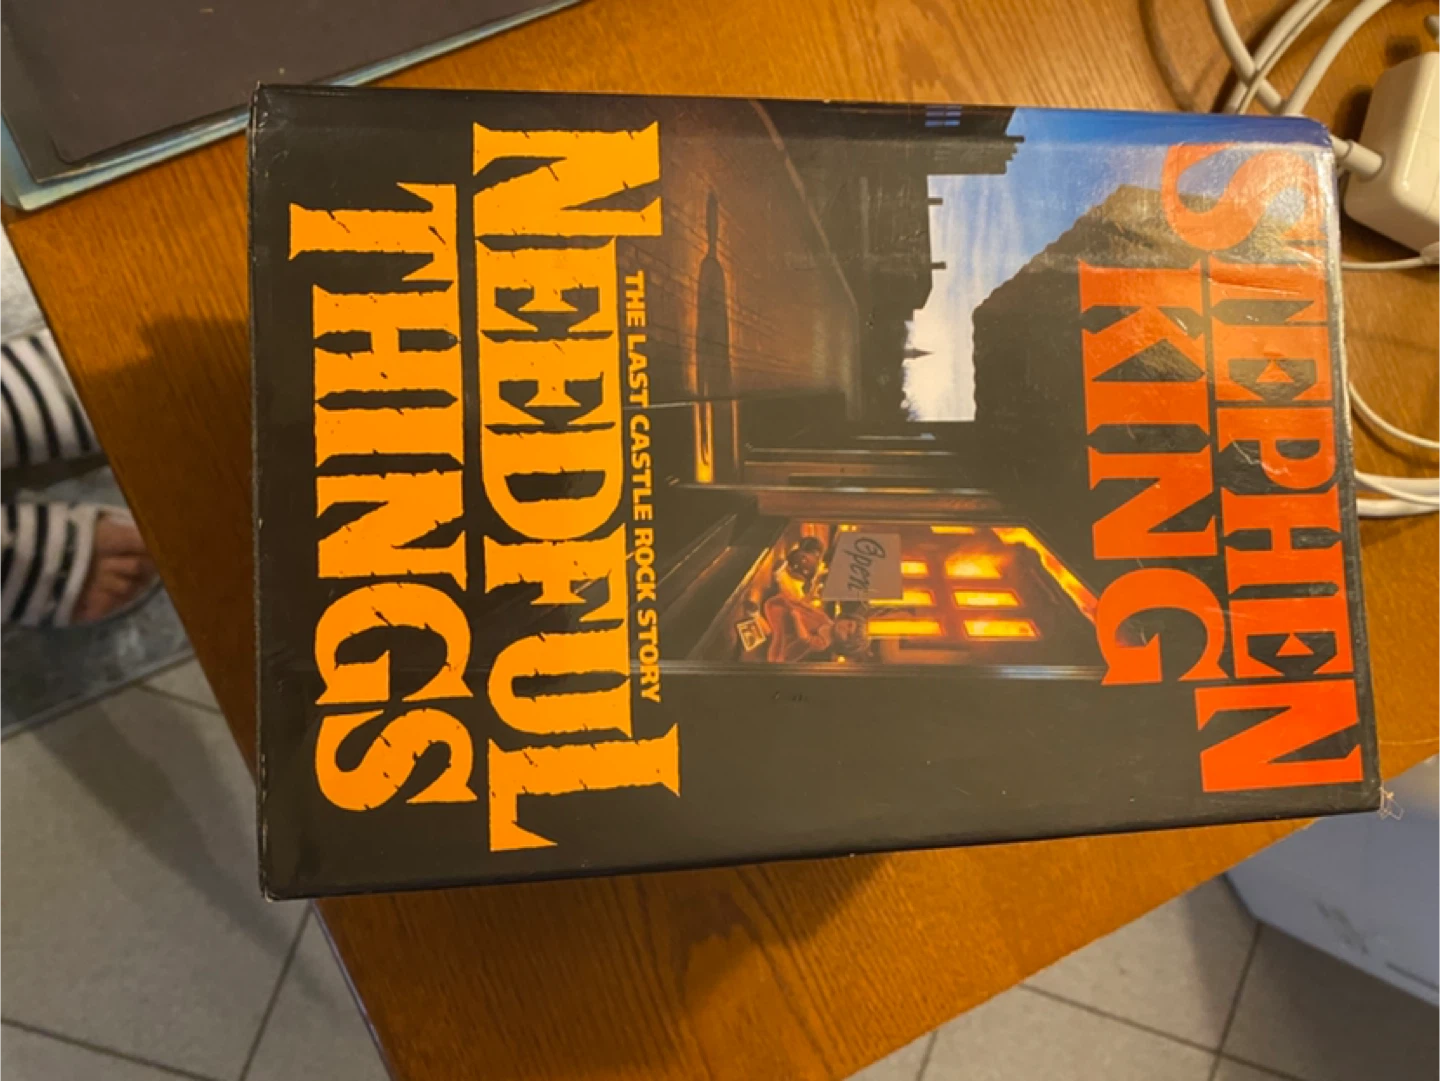 STEPHEN
KING
Open
THE LAST CASTLE ROCK STORY
NEEDFUL
THINGS